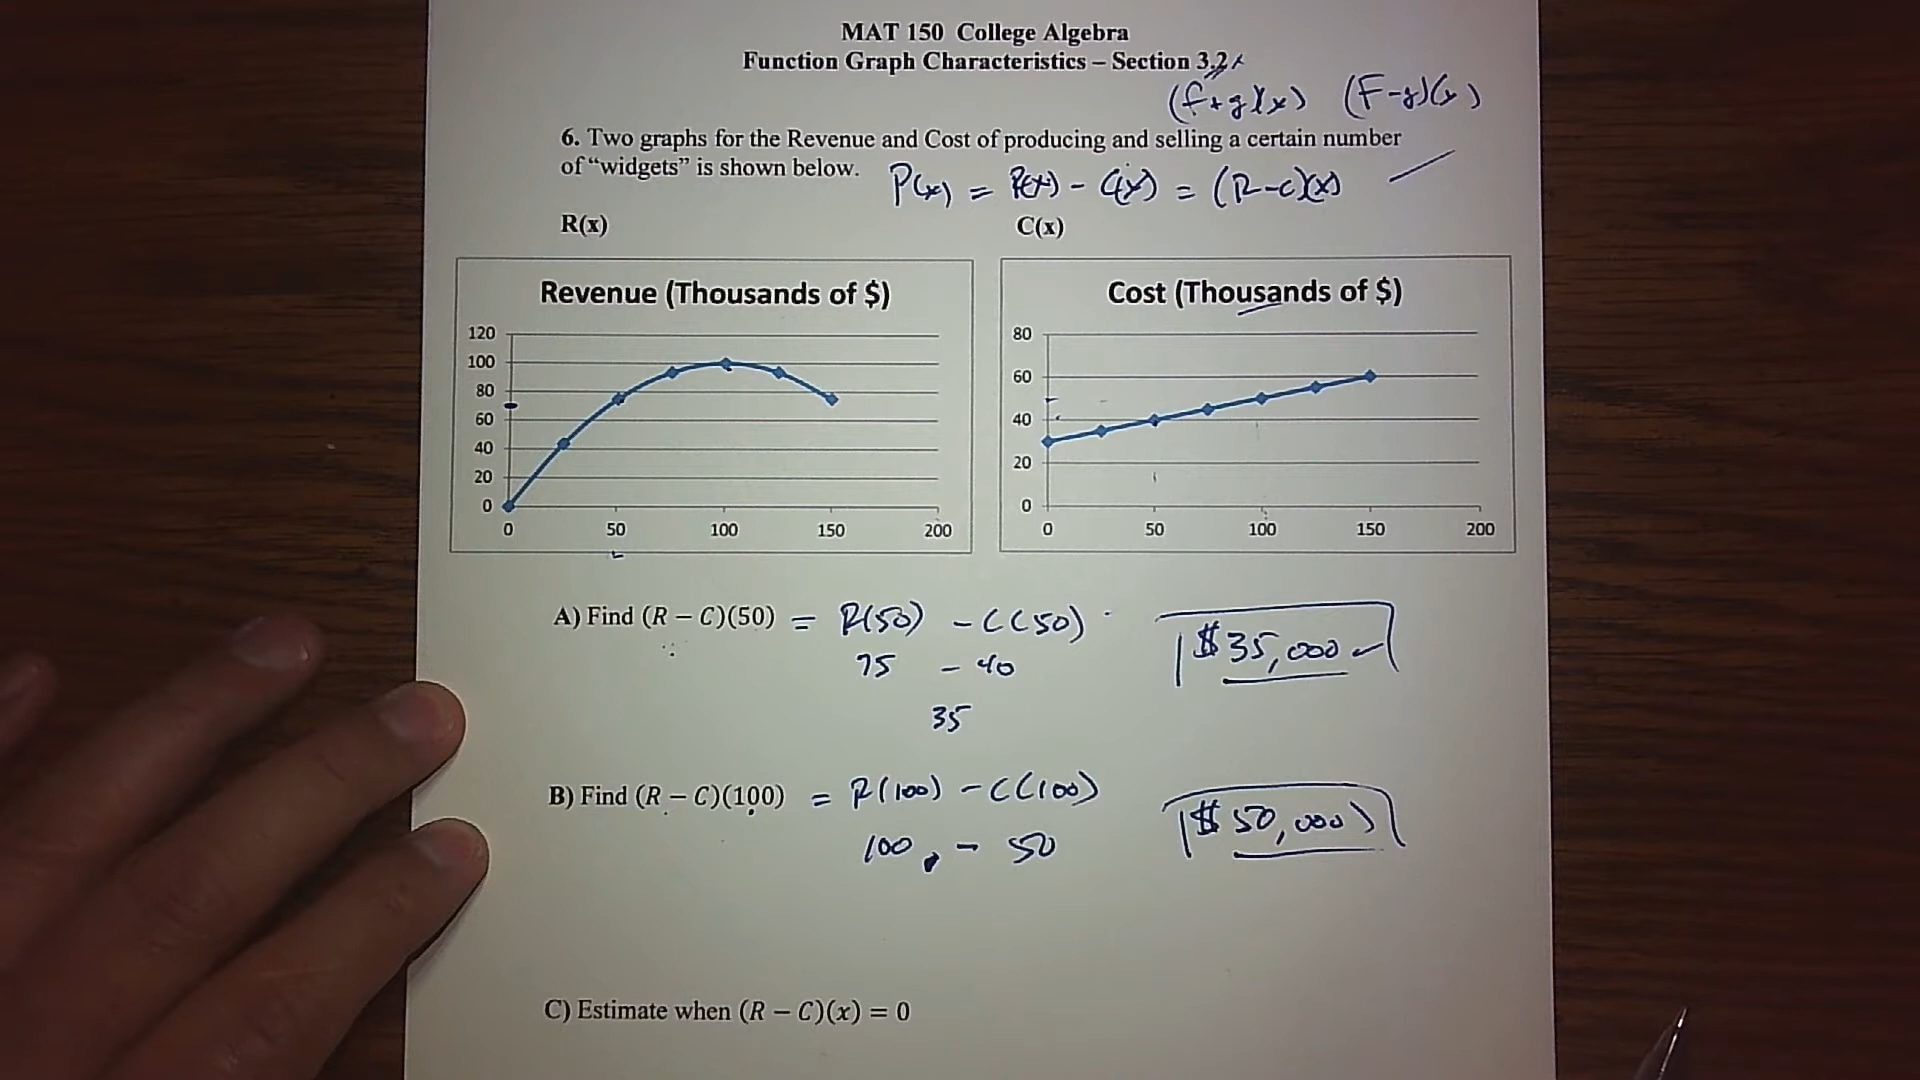 MAT 150 College Algebra
Function Graph Characteristics – Section 3.2
(f+g)(x) (F-g)(x)
6. Two graphs for the Revenue and Cost of producing and selling a certain number
of “widgets” is shown below.
P(x) = R(x) - C(x) = (R-C)(x)
R(x)
C(x)
Revenue (Thousands of $)
120
100
80
60
40
20
0
0 50 100 150 200
Cost (Thousands of $)
80
60
40
20
0
0 50 100 150 200
A) Find (R – C)(50) = R(50) - C(50)
75 - 40
35
$35,000
B) Find (R – C)(100) = R(100) - C(100)
100 - 50
$50,000
C) Estimate when (R – C)(x) = 0